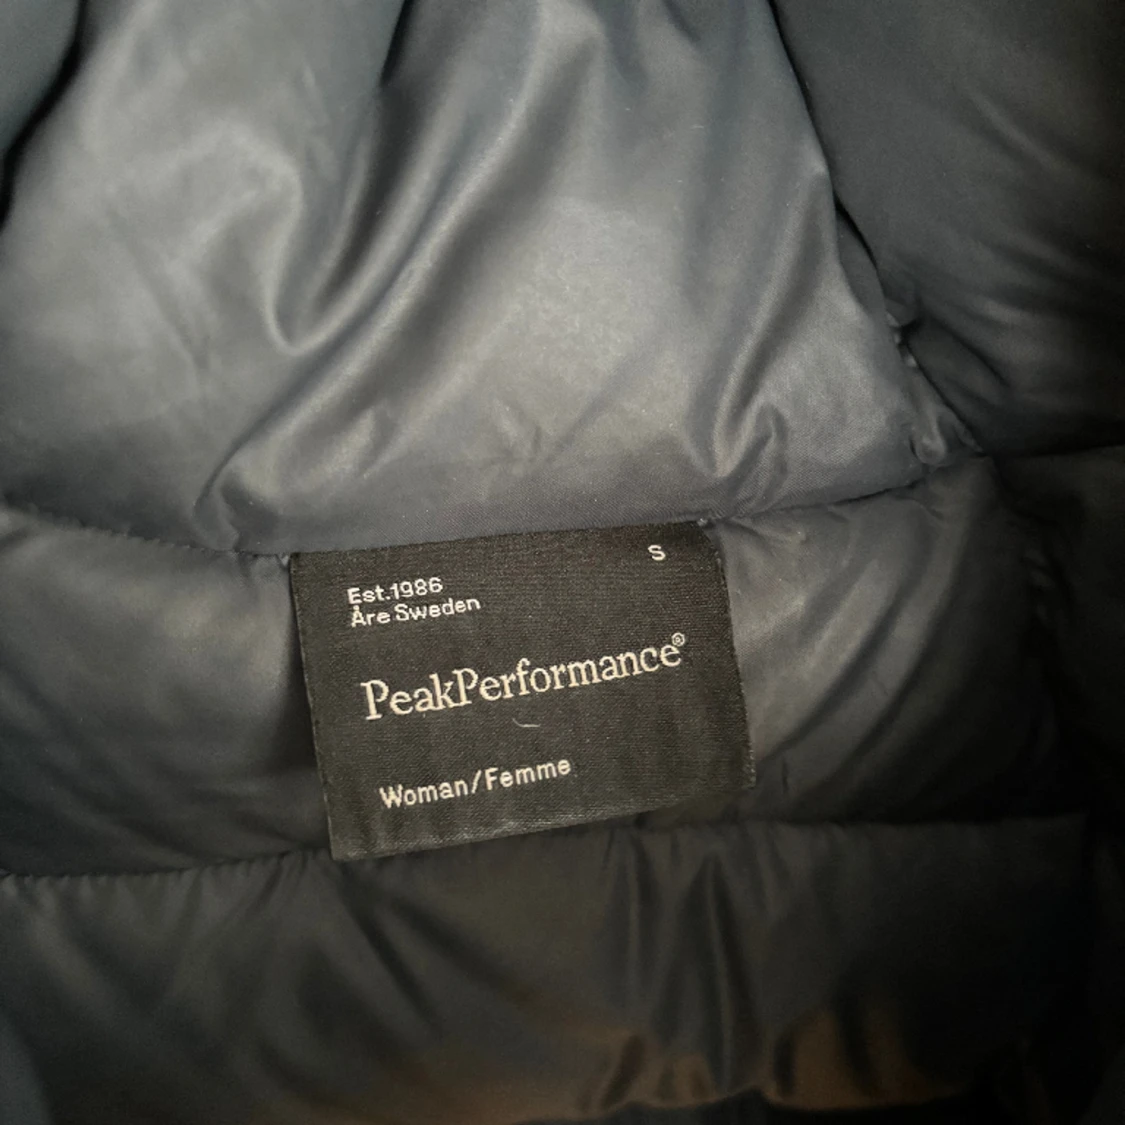 S
Est.1986
Åre Sweden
PeakPerformance®
Woman/Femme